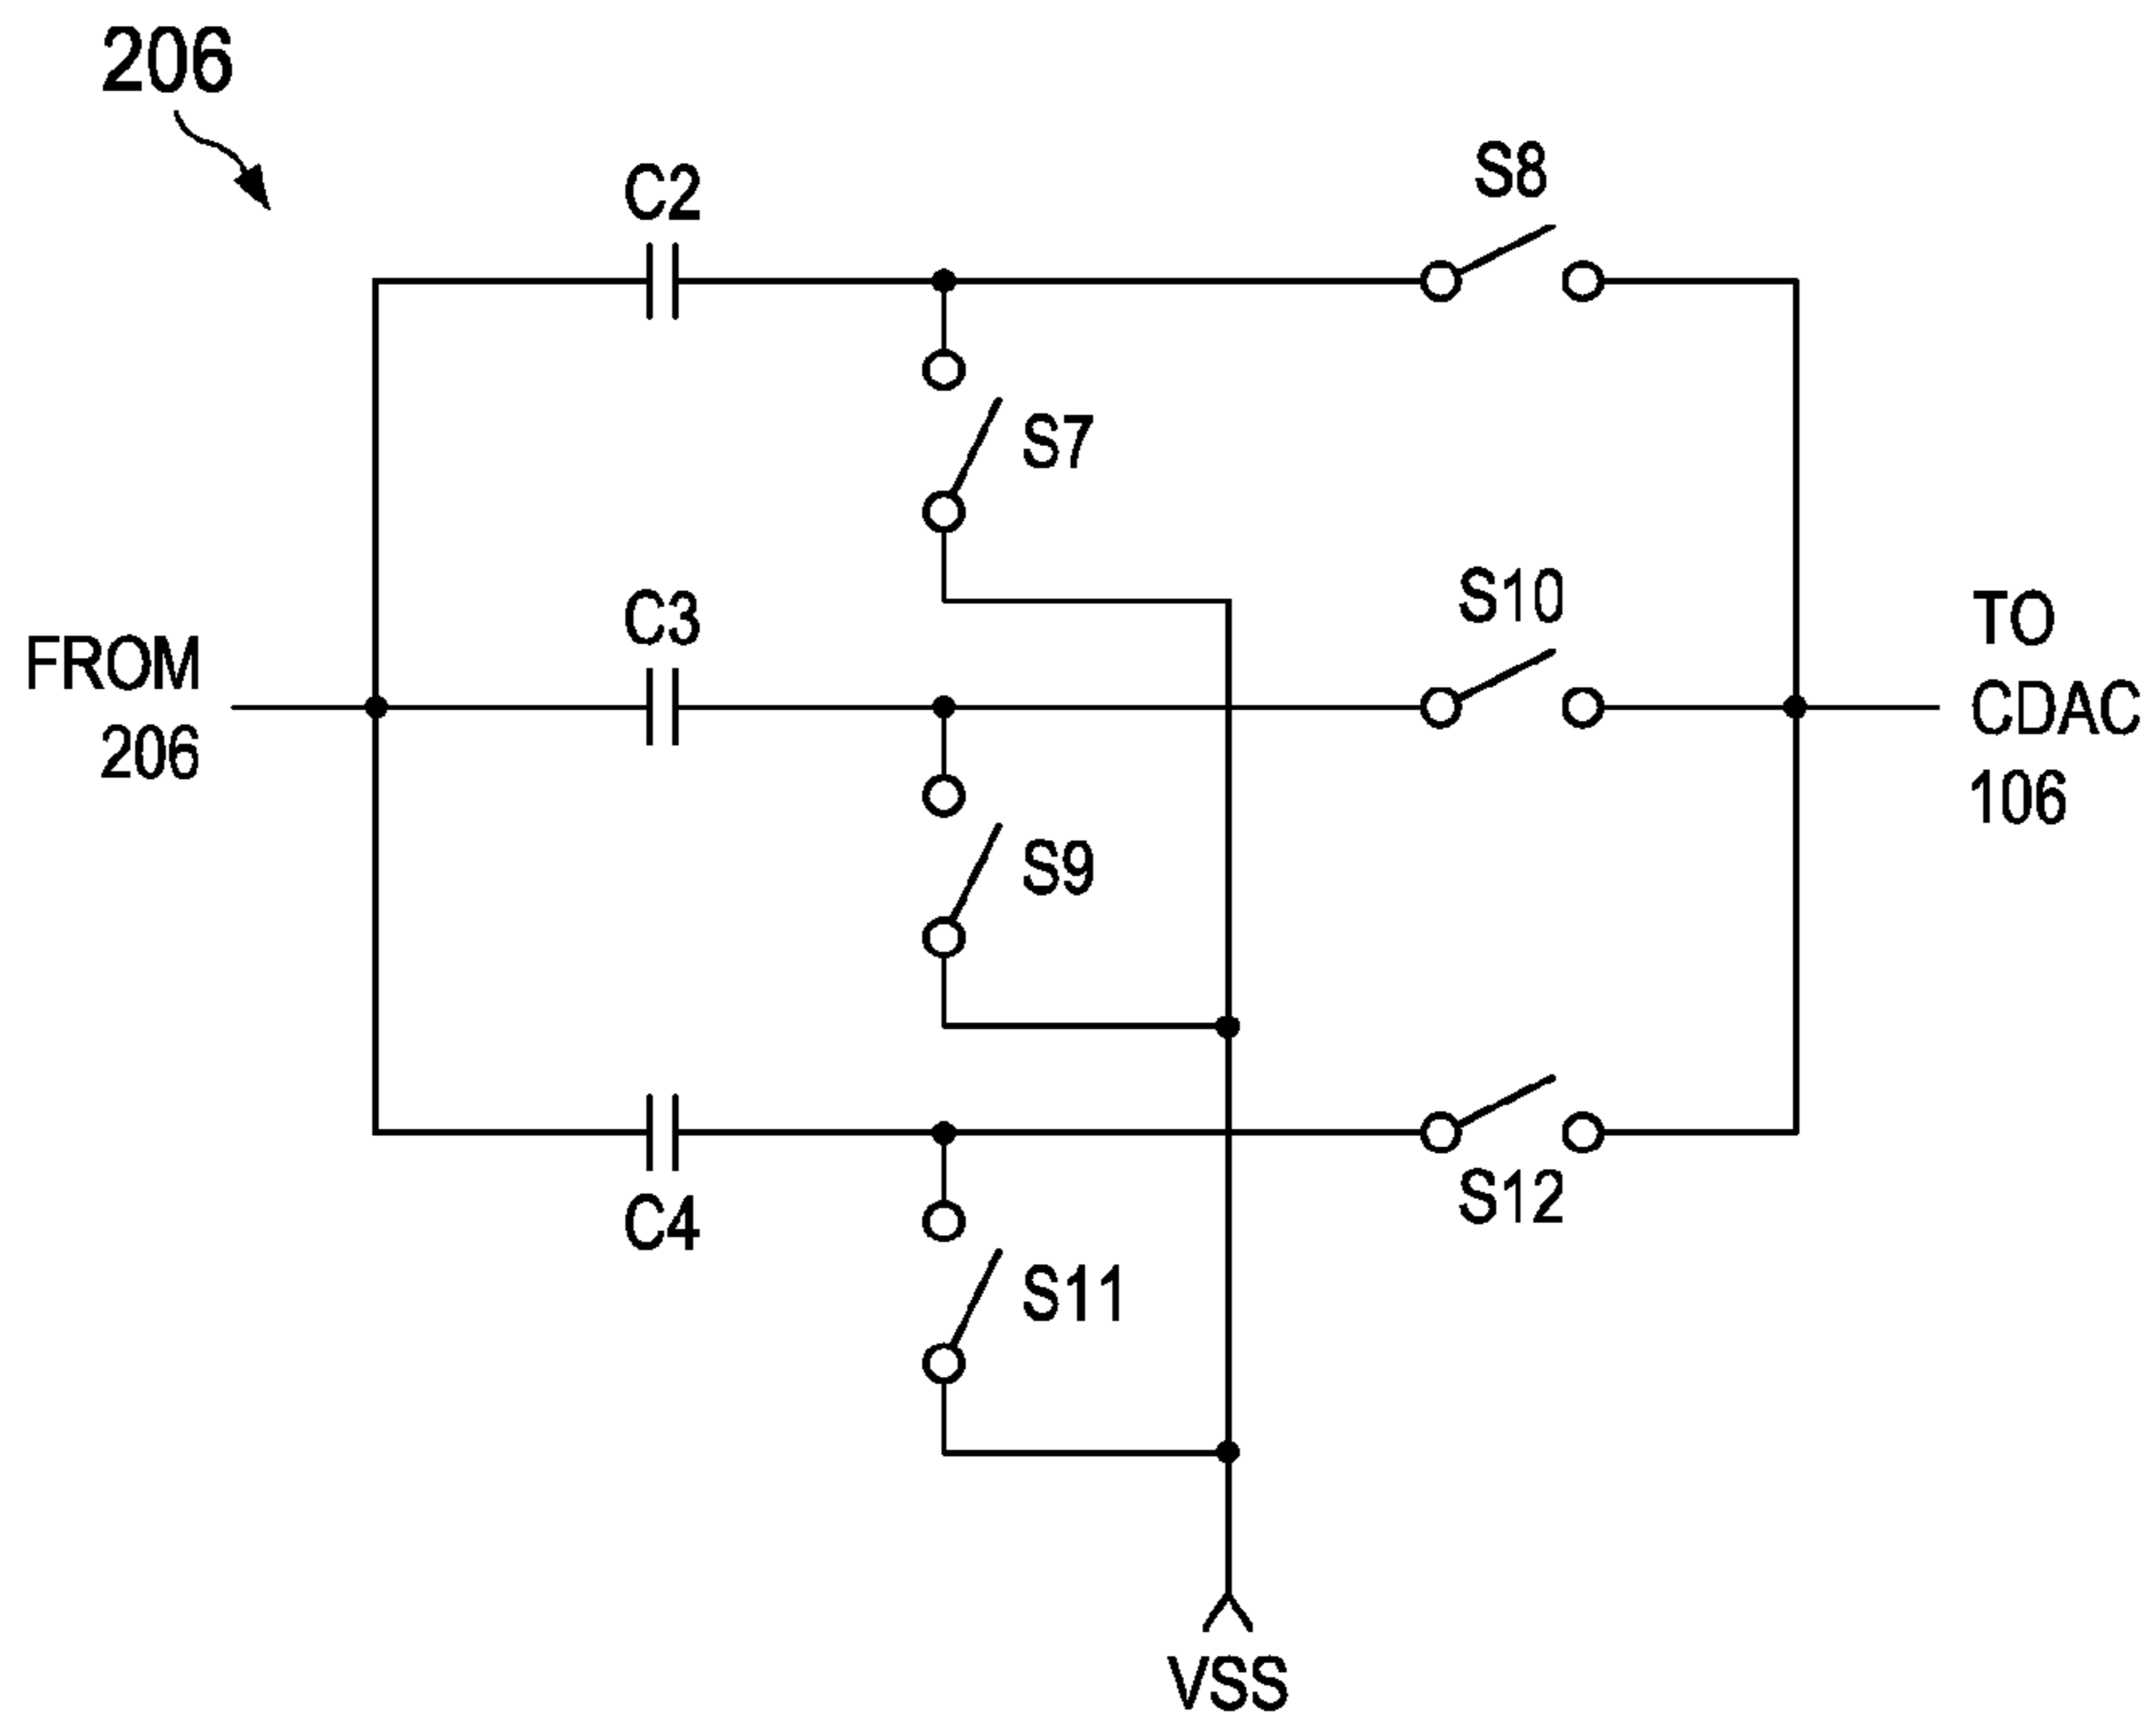 206
C2
S8
S7
C3
S10
FROM
206
TO
CDAC
106
S9
C4
S12
S11
VSS